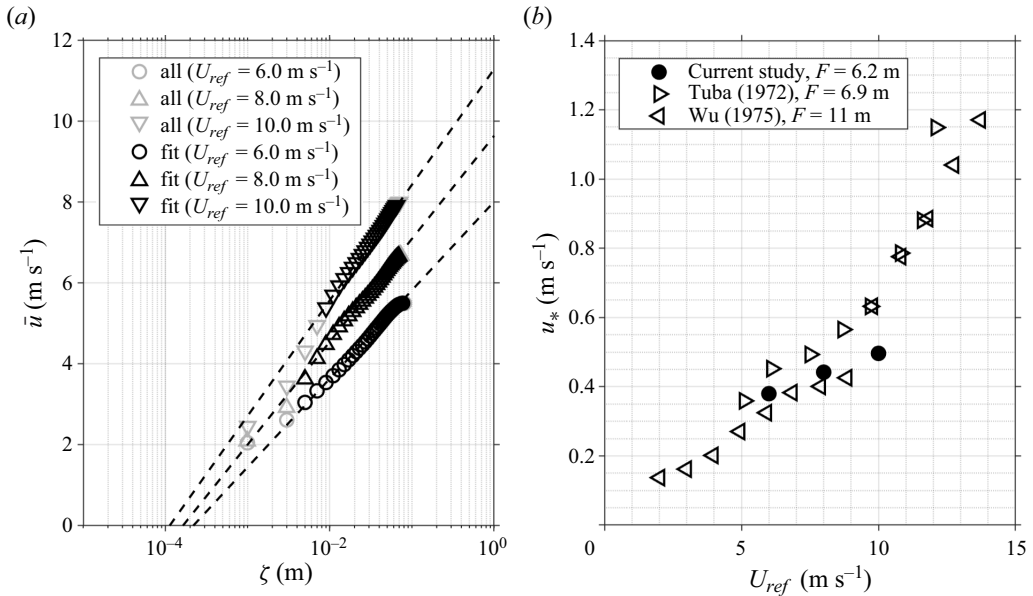 (a)
12
10
8
6
4
2
0
ū (m s⁻¹)
all (U_ref = 6.0 m s⁻¹)
all (U_ref = 8.0 m s⁻¹)
all (U_ref = 10.0 m s⁻¹)
fit (U_ref = 6.0 m s⁻¹)
fit (U_ref = 8.0 m s⁻¹)
fit (U_ref = 10.0 m s⁻¹)
10⁻⁴
10⁻²
10⁰
ζ (m)
(b)
1.4
1.2
1.0
0.8
0.6
0.4
0.2
u_* (m s⁻¹)
Current study, F = 6.2 m
Tuba (1972), F = 6.9 m
Wu (1975), F = 11 m
0
5
10
15
U_ref (m s⁻¹)